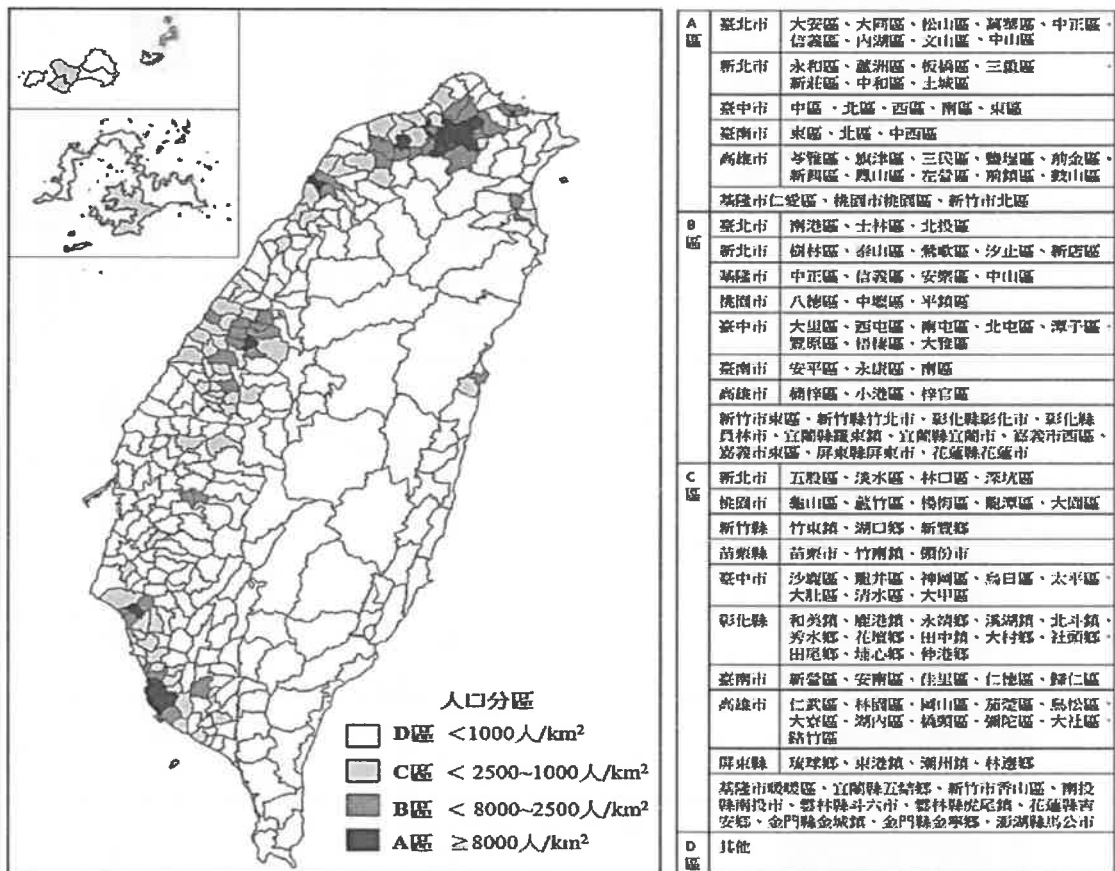 人口分區
D區 <1000人/km²
C區 < 2500~1000人/km²
B區 < 8000~2500人/km²
A區 ≥8000人/km²
A區
臺北市 大安區、大同區、松山區、萬華區、中正區、
信義區、內湖區、文山區、中山區
新北市 永和區、蘆洲區、板橋區、三重區
新莊區、中和區、土城區
臺中市 中區、北區、西區、南區、東區
臺南市 東區、北區、中西區
高雄市 苓雅區、旗津區、三民區、鹽埕區、前金區、
新興區、鳳山區、左營區、前鎮區、鼓山區
基隆市仁愛區、桃園市桃園區、新竹市北區
B區
臺北市 南港區、士林區、北投區
新北市 樹林區、泰山區、鶯歌區、汐止區、新店區
基隆市 中正區、信義區、安樂區、中山區
桃園市 八德區、中壢區、平鎮區
臺中市 大里區、西屯區、南屯區、北屯區、潭子區、
豐原區、梧棲區、大雅區
臺南市 安平區、永康區、南區
高雄市 楠梓區、小港區、梓官區
新竹市東區、新竹縣竹北市、彰化縣彰化市、彰化縣
員林市、宜蘭縣羅東鎮、宜蘭縣宜蘭市、嘉義市西區、
嘉義市東區、屏東縣屏東市、花蓮縣花蓮市
C區
新北市 五股區、淡水區、林口區、深坑區
桃園市 龜山區、蘆竹區、楊梅區、龍潭區、大園區
新竹縣 竹東鎮、湖口鄉、新豐鄉
苗栗縣 苗栗市、竹南鎮、頭份市
臺中市 沙鹿區、龍井區、神岡區、烏日區、太平區、
大肚區、清水區、大甲區
彰化縣 和美鎮、鹿港鎮、永靖鄉、溪湖鎮、北斗鎮、
秀水鄉、花壇鄉、田中鎮、大村鄉、社頭鄉、
田尾鄉、埔心鄉、伸港鄉
臺南市 新營區、安南區、佳里區、仁德區、歸仁區
高雄市 仁武區、林園區、岡山區、茄萣區、鳥松區、
大寮區、湖內區、橋頭區、彌陀區、大社區、
路竹區
屏東縣 琉球鄉、東港鎮、潮州鎮、林邊鄉
基隆市暖暖區、宜蘭縣五結鄉、新竹市香山區、南投
縣南投市、雲林縣斗六市、雲林縣虎尾鎮、花蓮縣吉
安鄉、金門縣金城鎮、金門縣金寧鄉、澎湖縣馬公市
D區
其他